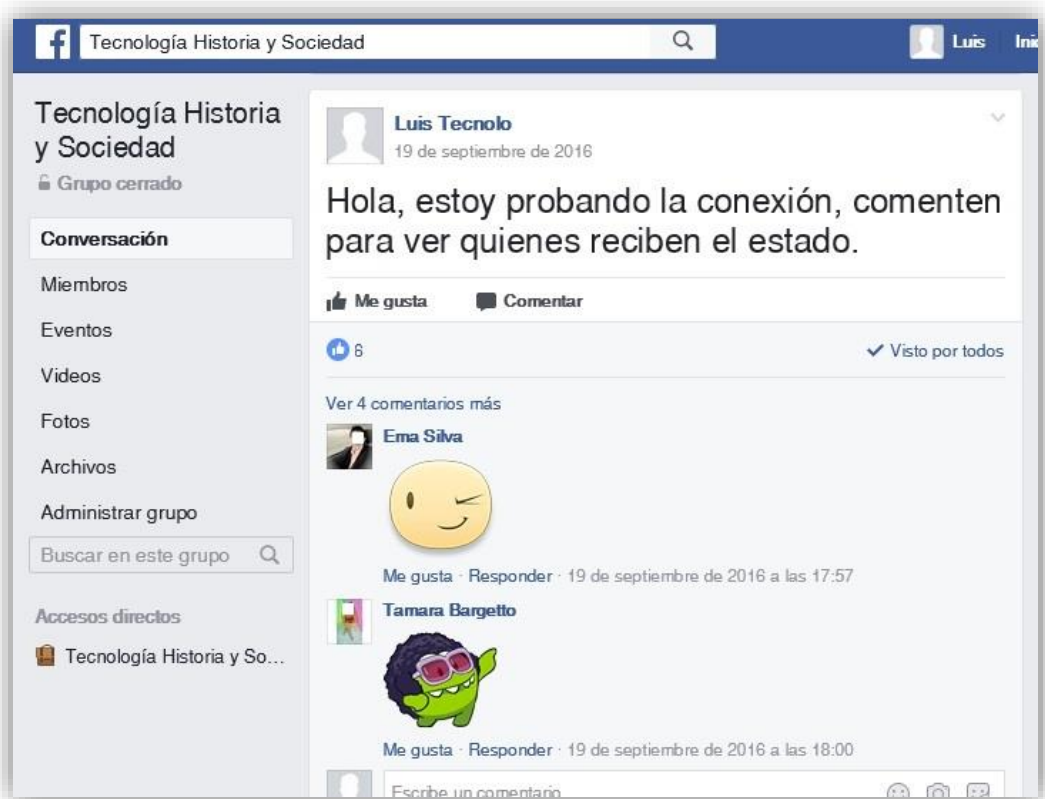 f
Tecnología Historia y Sociedad
Luis
Tecnología Historia
y Sociedad
Grupo cerrado
Conversación
Miembros
Eventos
Videos
Fotos
Archivos
Administrar grupo
Buscar en este grupo
Accesos directos
Tecnología Historia y So...
Luis Tecnolo
19 de septiembre de 2016
Hola, estoy probando la conexión, comenten
para ver quienes reciben el estado.
Me gusta Comentar
6 Visto por todos
Ver 4 comentarios más
Ema Silva
Me gusta · Responder · 19 de septiembre de 2016 a las 17:57
Tamara Bargetto
Me gusta · Responder · 19 de septiembre de 2016 a las 18:00
Escribe un comentario